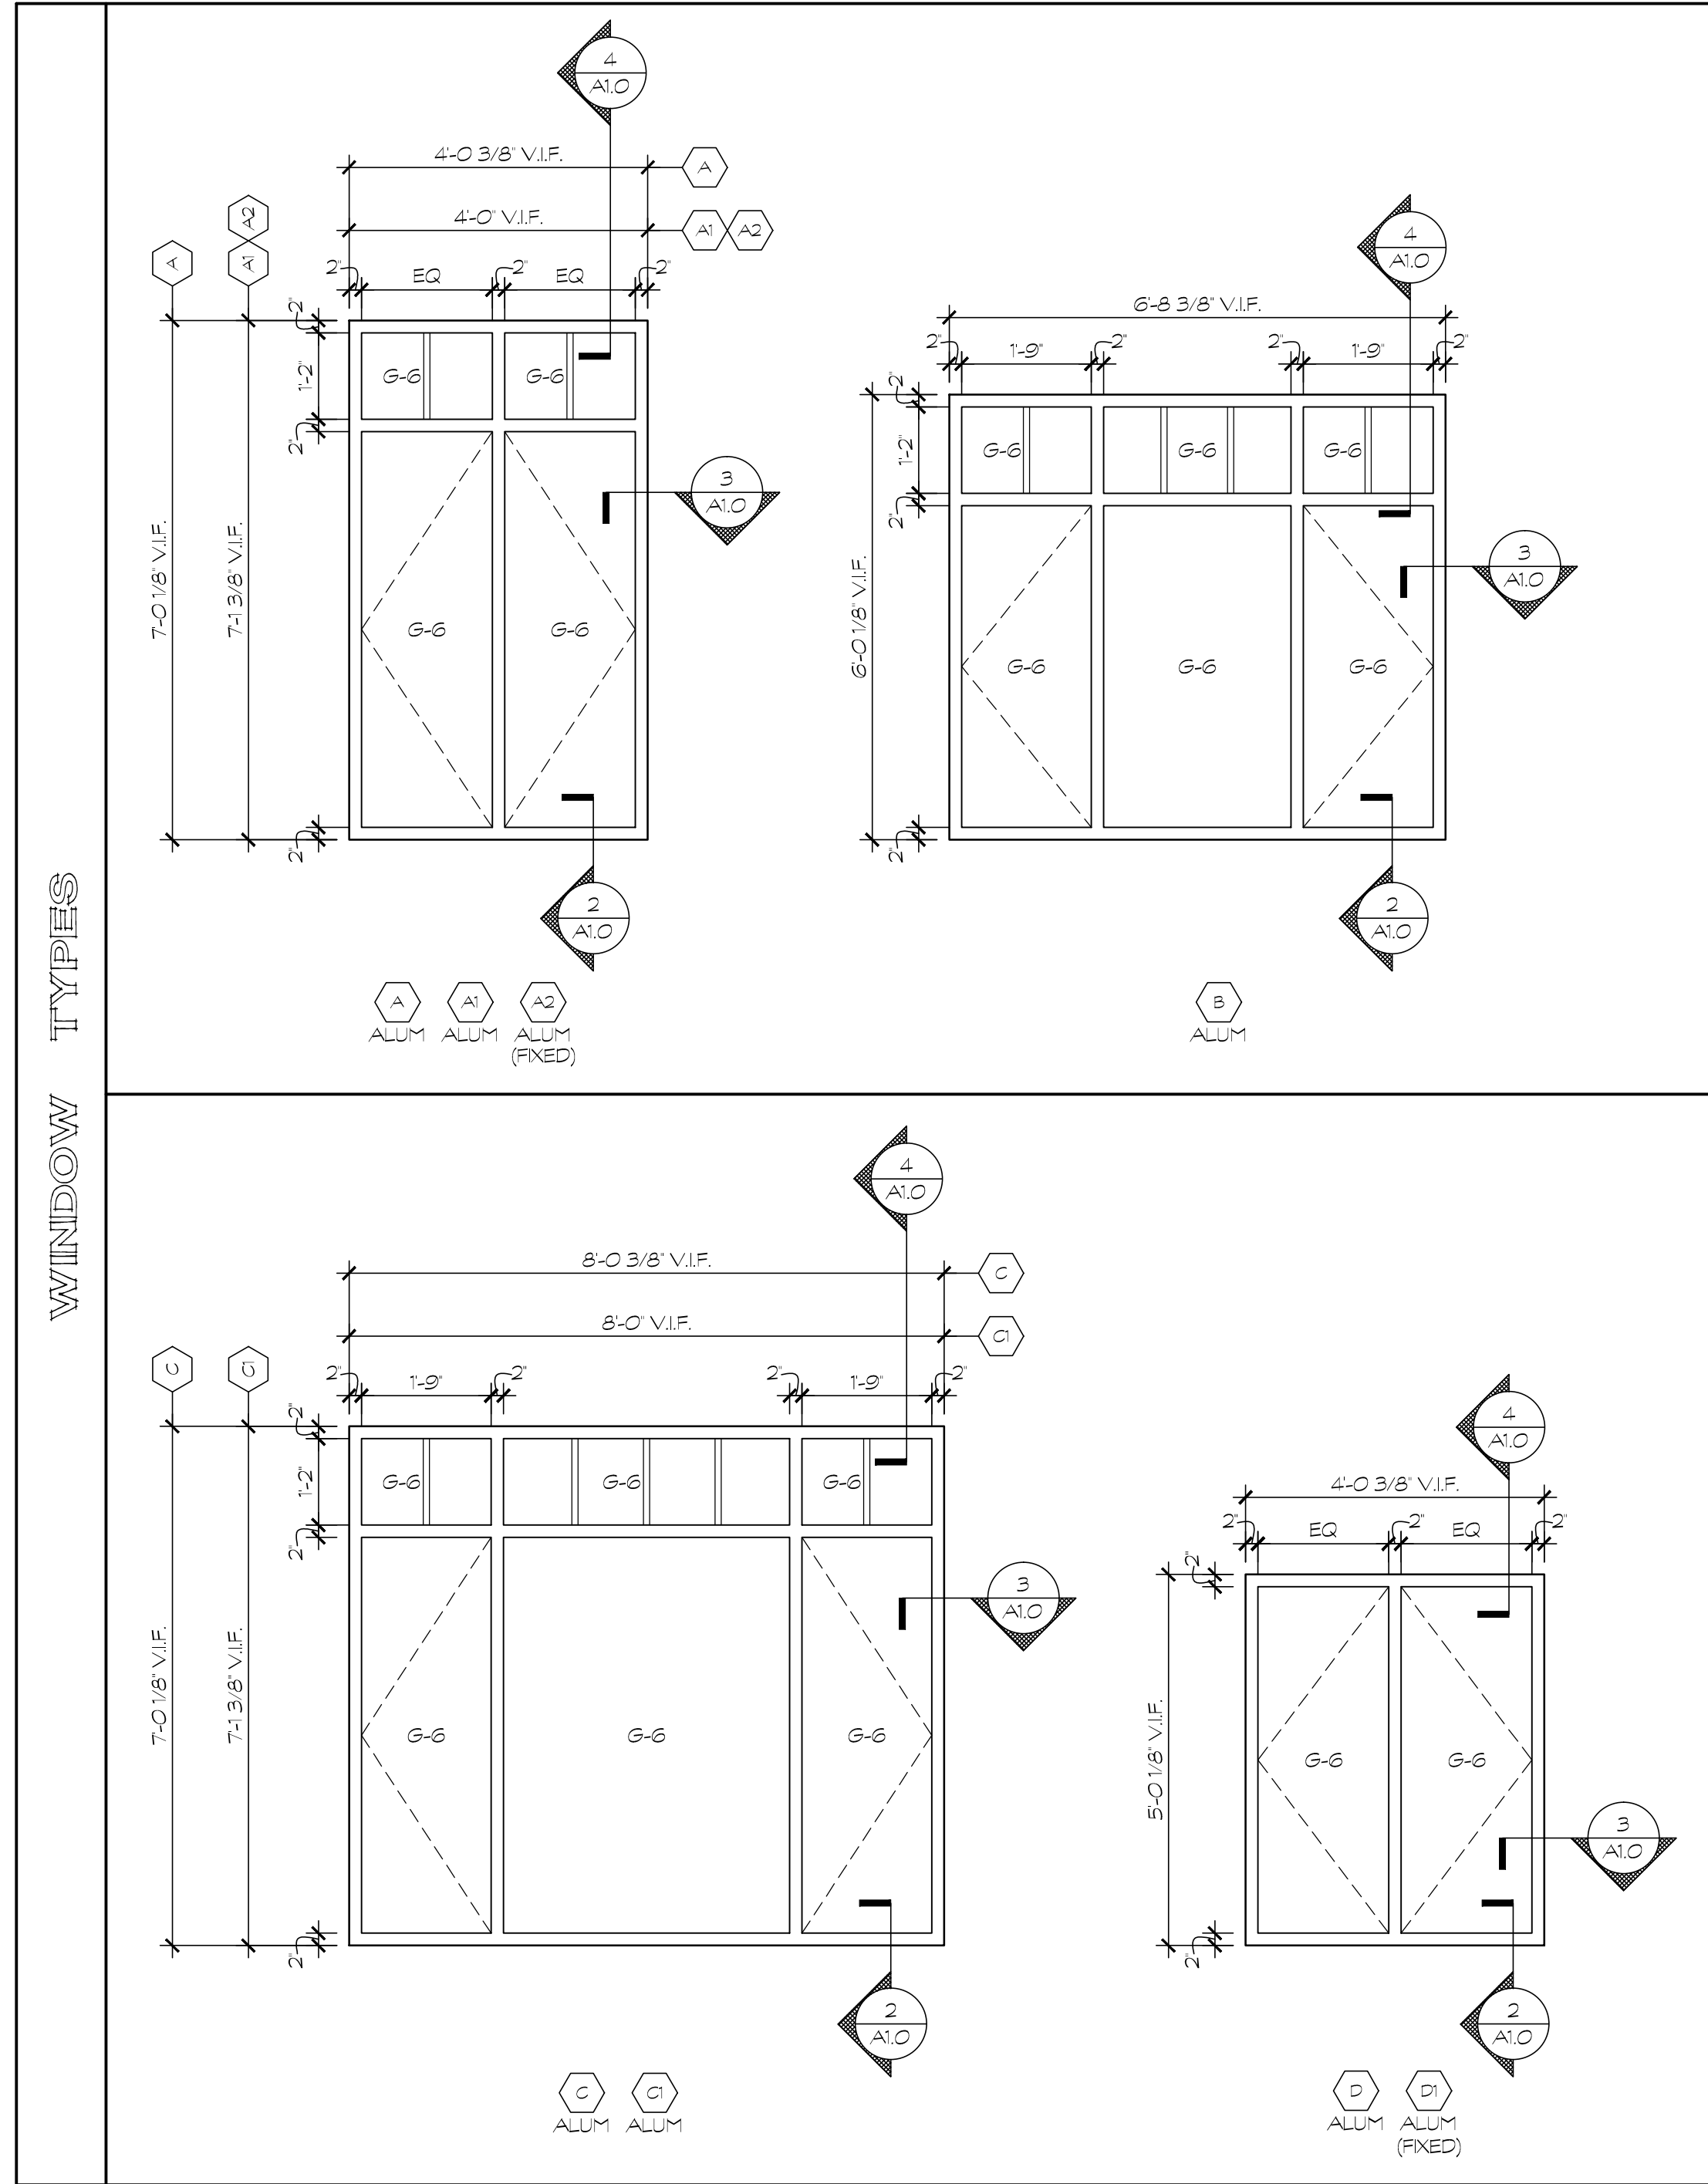 WINDOW TYPES
4
A1.0
4'-0 3/8" V.I.F.
A
4'-0" V.I.F.
A1 A2
A
A1 A2
2" EQ 2" EQ 2"
2"
1'-2"
2"
G-6 G-6
3
A1.0
7'-0 1/8" V.I.F.
7'-1 3/8" V.I.F.
G-6 G-6
2"
2
A1.0
A A1 A2
ALUM ALUM ALUM
(FIXED)
4
A1.0
6'-8 3/8" V.I.F.
2" 1'-9" 2" 2" 1'-9" 2"
2"
1'-2"
2"
G-6 G-6 G-6
3
A1.0
6'-0 1/8" V.I.F.
G-6 G-6 G-6
2"
2
A1.0
B
ALUM
4
A1.0
8'-0 3/8" V.I.F.
C
8'-0" V.I.F.
C1
C
C1
2" 1'-9" 2" 2" 1'-9" 2"
2"
1'-2"
2"
G-6 G-6 G-6
3
A1.0
7'-0 1/8" V.I.F.
7'-1 3/8" V.I.F.
G-6 G-6 G-6
2"
2
A1.0
C C1
ALUM ALUM
4
A1.0
4'-0 3/8" V.I.F.
2" EQ 2" EQ 2"
2"
5'-0 1/8" V.I.F.
G-6 G-6
3
A1.0
2"
2
A1.0
D D1
ALUM ALUM
(FIXED)